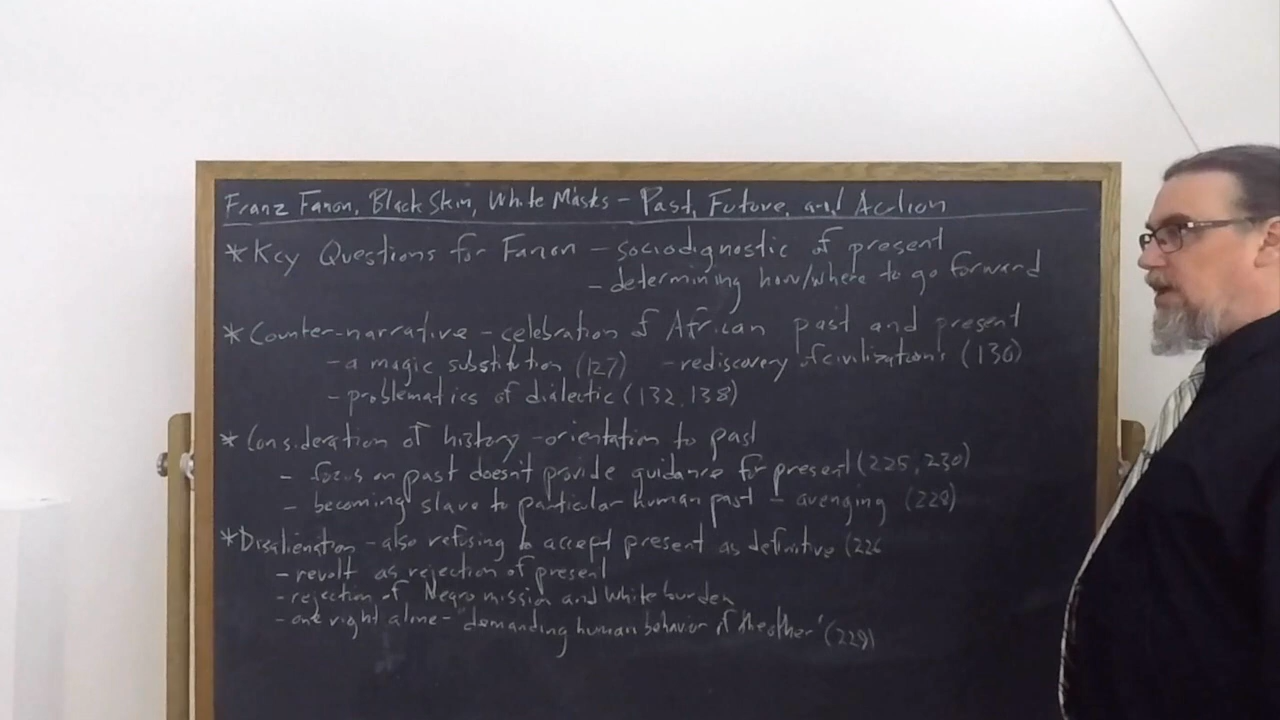 Franz Fanon, Black Skin, White Masks – Past, Future, and Action
* Key Questions for Fanon – sociodignostic of present
– determining how/where to go forward
* Counter-narrative – celebration of African past and present
– a magic substitution (127) – rediscovery of civilizations (130)
– problematics of dialectic (132, 138)
* Consideration of history – orientation to past
– focus on past doesn't provide guidance for present (225, 230)
– becoming slave to particular human past – avenging (228)
* Disalienation – also refusing to accept present as definitive (226
– revolt as rejection of present
– rejection of Negro mission and white burden
– one right alone – "demanding human behavior of the other" (229)